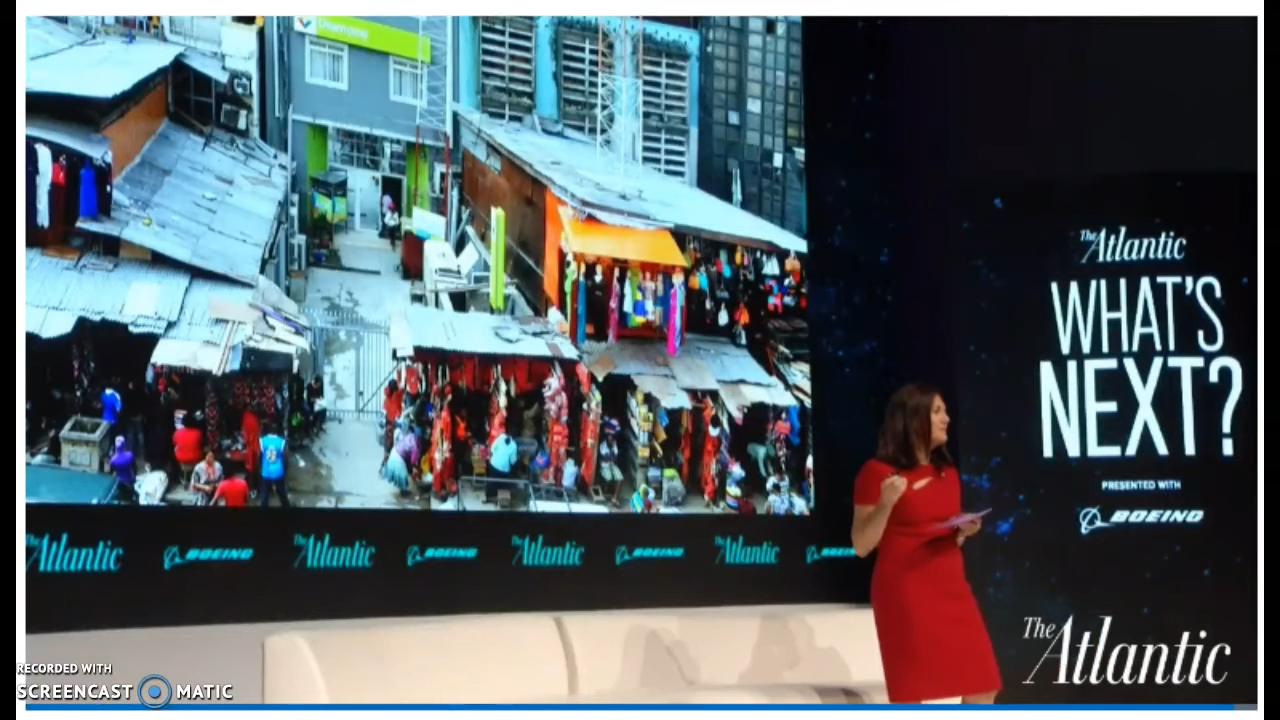 Diamond
The Atlantic
WHAT'S
NEXT?
PRESENTED WITH
BOEING
The Atlantic BOEING The Atlantic BOEING The Atlantic BOEING The Atlantic BOEING
The Atlantic
RECORDED WITH
SCREENCAST MATIC